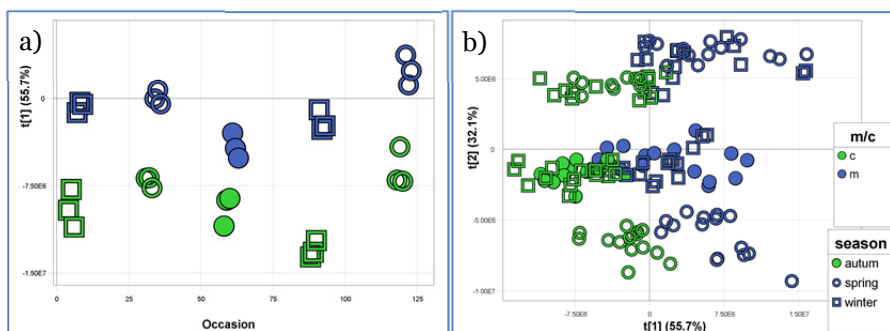 a)
t[1] (55.7%)
0
-7.50E6
-1.50E7
0
25
50
75
100
125
Occasion
b)
t[2] (32.1%)
5.00E6
0
-5.00E6
-1.00E7
-7.50E6
0
7.50E6
1.50E7
t[1] (55.7%)
m/c
c
m
season
autum
spring
winter